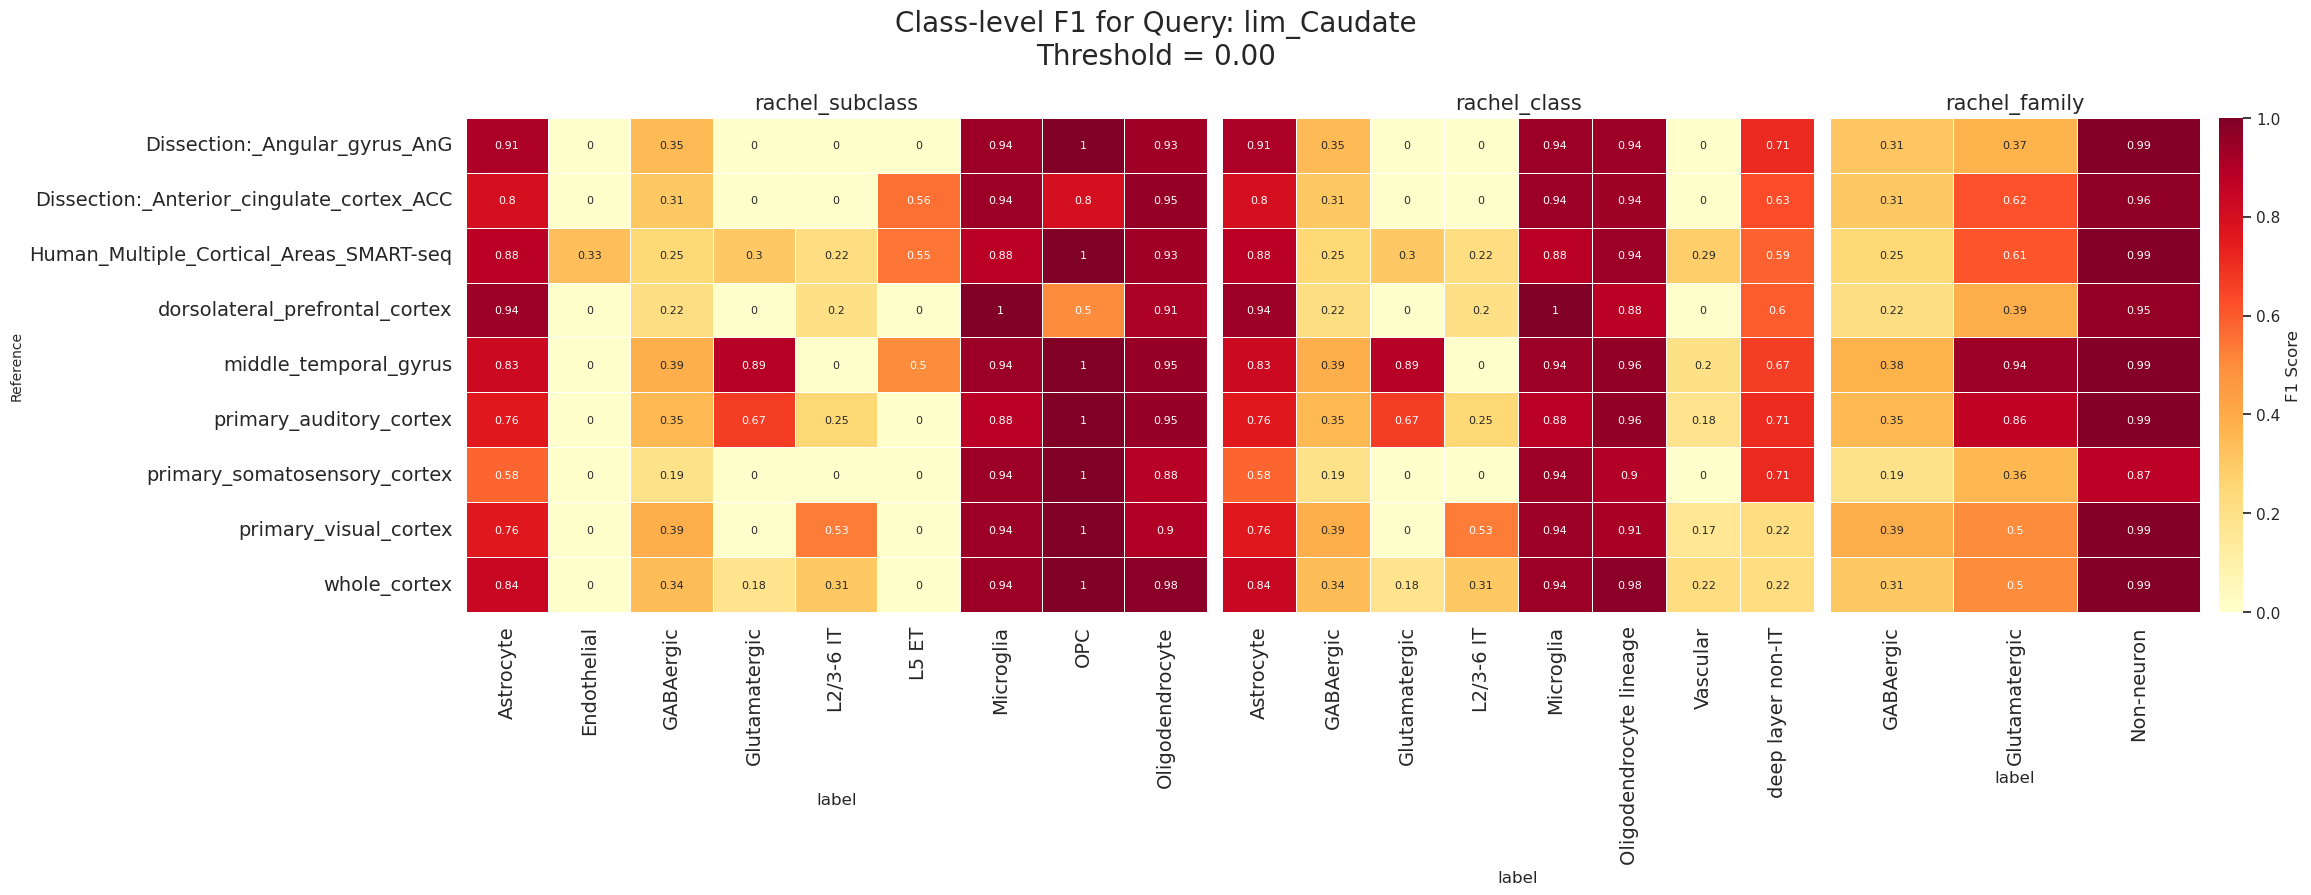 Class-level F1 for Query: lim_Caudate
Threshold = 0.00
rachel_subclass rachel_class rachel_family
Dissection:_Angular_gyrus_AnG 0.91 0 0.35 0 0 0 0.94 1 0.93 0.91 0.35 0 0 0.94 0.94 0 0.71 0.31 0.37 0.99
Dissection:_Anterior_cingulate_cortex_ACC 0.8 0 0.31 0 0 0.56 0.94 0.8 0.95 0.8 0.31 0 0 0.94 0.94 0 0.63 0.31 0.62 0.96
Human_Multiple_Cortical_Areas_SMART-seq 0.88 0.33 0.25 0.3 0.22 0.55 0.88 1 0.93 0.88 0.25 0.3 0.22 0.88 0.94 0.29 0.59 0.25 0.61 0.99
dorsolateral_prefrontal_cortex 0.94 0 0.22 0 0.2 0 1 0.5 0.91 0.94 0.22 0 0.2 1 0.88 0 0.6 0.22 0.39 0.95
middle_temporal_gyrus 0.83 0 0.39 0.89 0 0.5 0.94 1 0.95 0.83 0.39 0.89 0 0.94 0.96 0.2 0.67 0.38 0.94 0.99
primary_auditory_cortex 0.76 0 0.35 0.67 0.25 0 0.88 1 0.95 0.76 0.35 0.67 0.25 0.88 0.96 0.18 0.71 0.35 0.86 0.99
primary_somatosensory_cortex 0.58 0 0.19 0 0 0 0.94 1 0.88 0.58 0.19 0 0 0.94 0.9 0 0.71 0.19 0.36 0.87
primary_visual_cortex 0.76 0 0.39 0 0.53 0 0.94 1 0.9 0.76 0.39 0 0.53 0.94 0.91 0.17 0.22 0.39 0.5 0.99
whole_cortex 0.84 0 0.34 0.18 0.31 0 0.94 1 0.98 0.84 0.34 0.18 0.31 0.94 0.98 0.22 0.22 0.31 0.5 0.99
Reference
Astrocyte Endothelial GABAergic Glutamatergic L2/3-6 IT L5 ET Microglia OPC Oligodendrocyte
label
Astrocyte GABAergic Glutamatergic L2/3-6 IT Microglia Oligodendrocyte lineage Vascular deep layer non-IT
label
GABAergic Glutamatergic Non-neuron
label
1.0
0.8
0.6
0.4
0.2
0.0
F1 Score